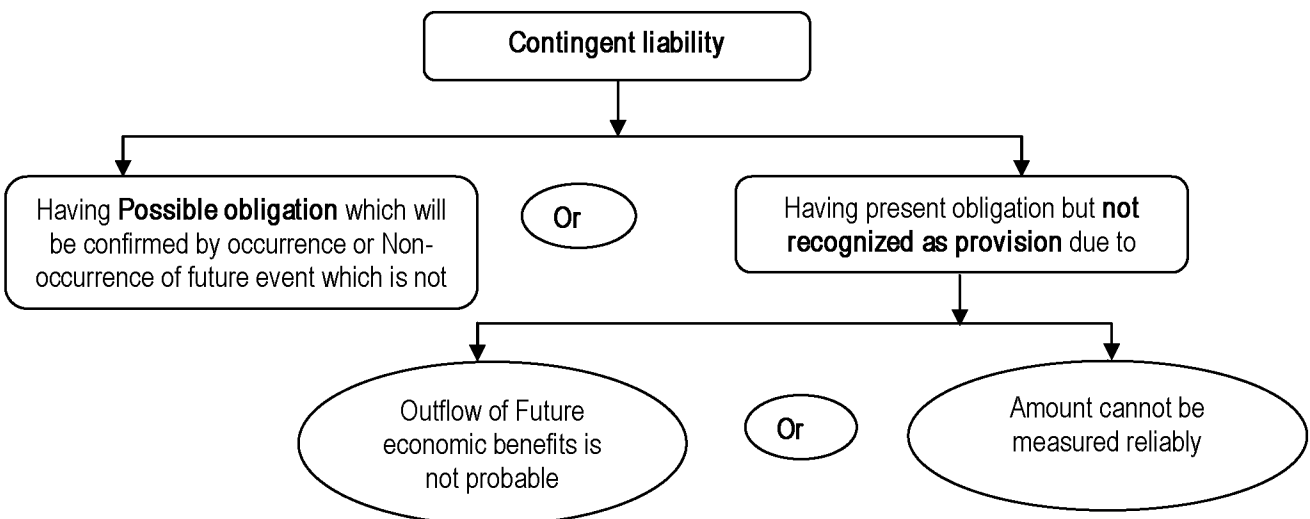 Contingent liability
Having Possible obligation which will
be confirmed by occurrence or Non-
occurrence of future event which is not
Or
Having present obligation but not
recognized as provision due to
Outflow of Future
economic benefits is
not probable
Or
Amount cannot be
measured reliably